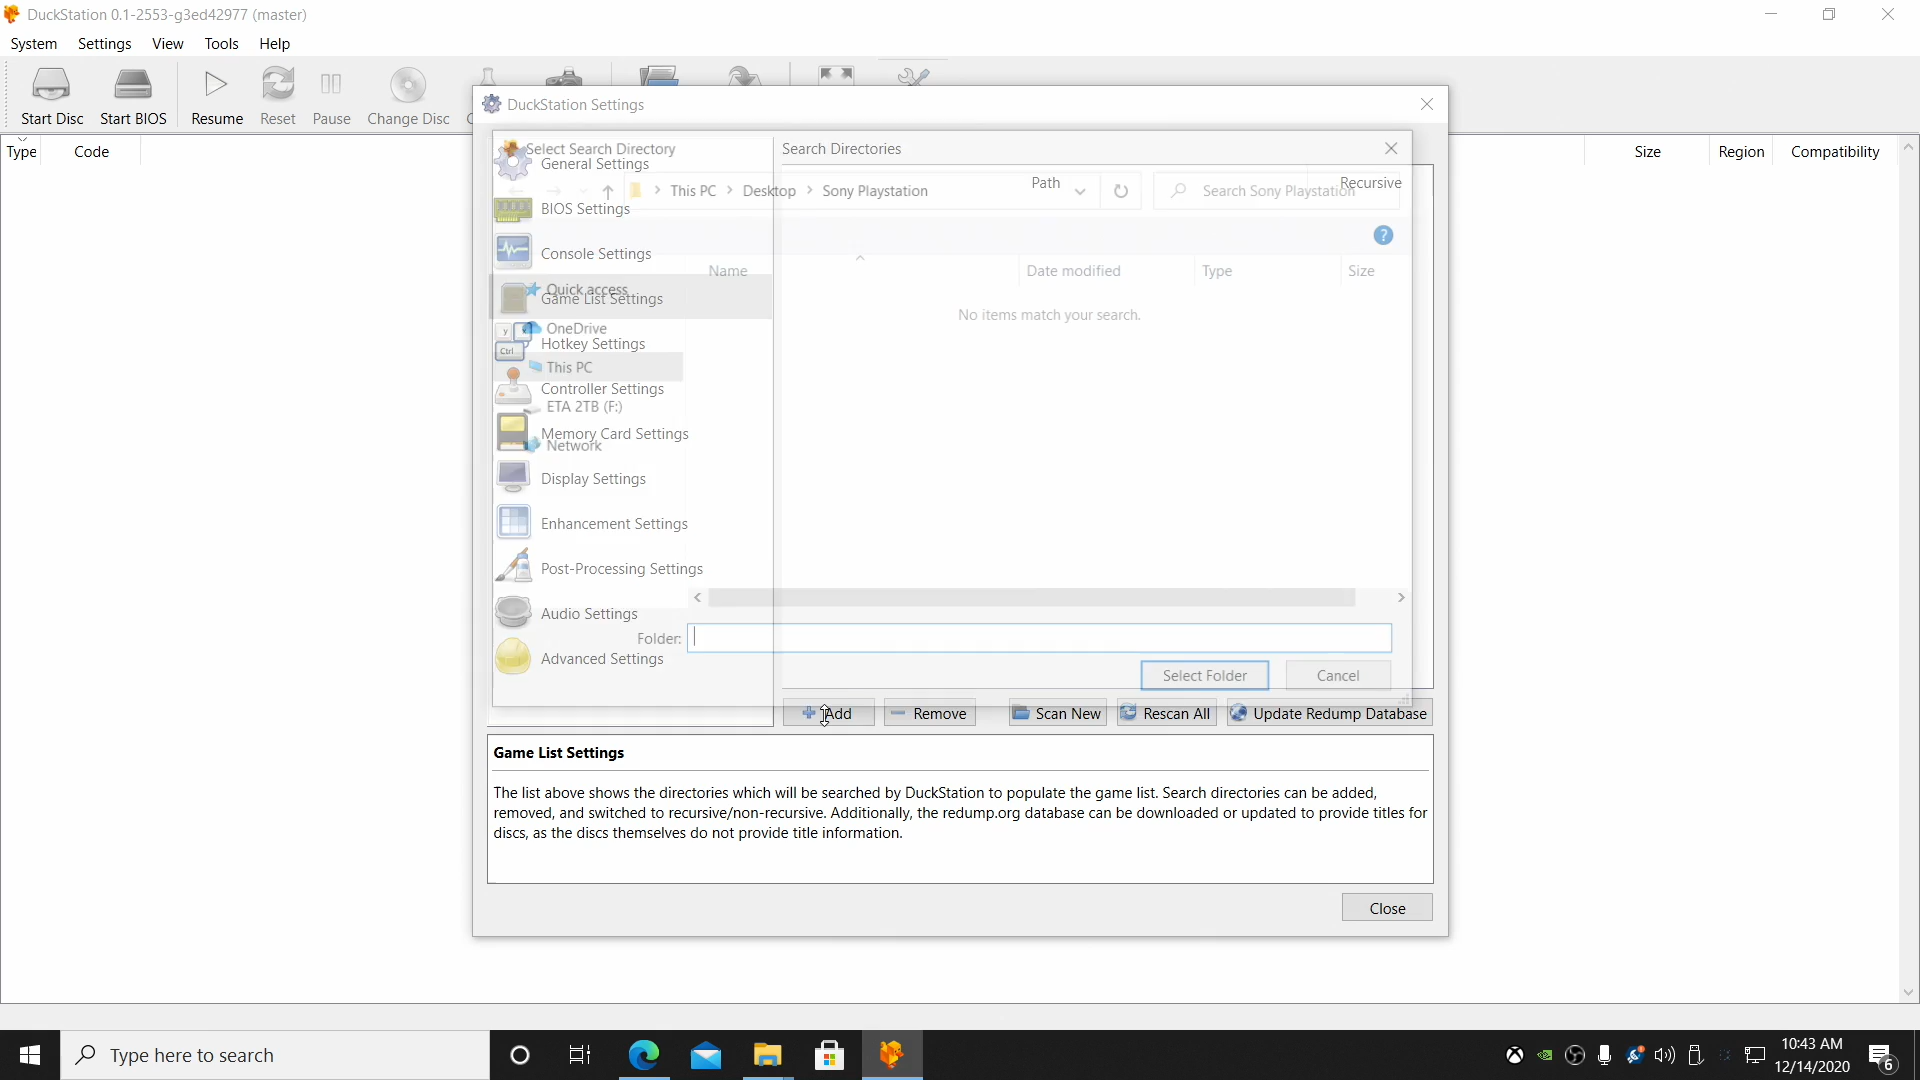 DuckStation 0.1-2553-g3ed42977 (master)
System Settings View Tools Help
Start Disc Start BIOS Resume Reset Pause Change Disc
DuckStation Settings
Type Code Size Region Compatibility
Select Search Directory
Search Directories
General Settings
Path Recursive
This PC Desktop Sony Playstation Search Sony Playstation
BIOS Settings
Console Settings
Name Date modified Type Size
Quick access
Game List Settings
No items match your search.
OneDrive
Hotkey Settings
This PC
Controller Settings
ETA 2TB (F:)
Memory Card Settings
Network
Display Settings
Enhancement Settings
Post-Processing Settings
Audio Settings
Folder:
Advanced Settings
Select Folder Cancel
Add Remove Scan New Rescan All Update Redump Database
Game List Settings
The list above shows the directories which will be searched by DuckStation to populate the game list. Search directories can be added,
removed, and switched to recursive/non-recursive. Additionally, the redump.org database can be downloaded or updated to provide titles for
discs, as the discs themselves do not provide title information.
Close
Type here to search
10:43 AM
12/14/2020
6